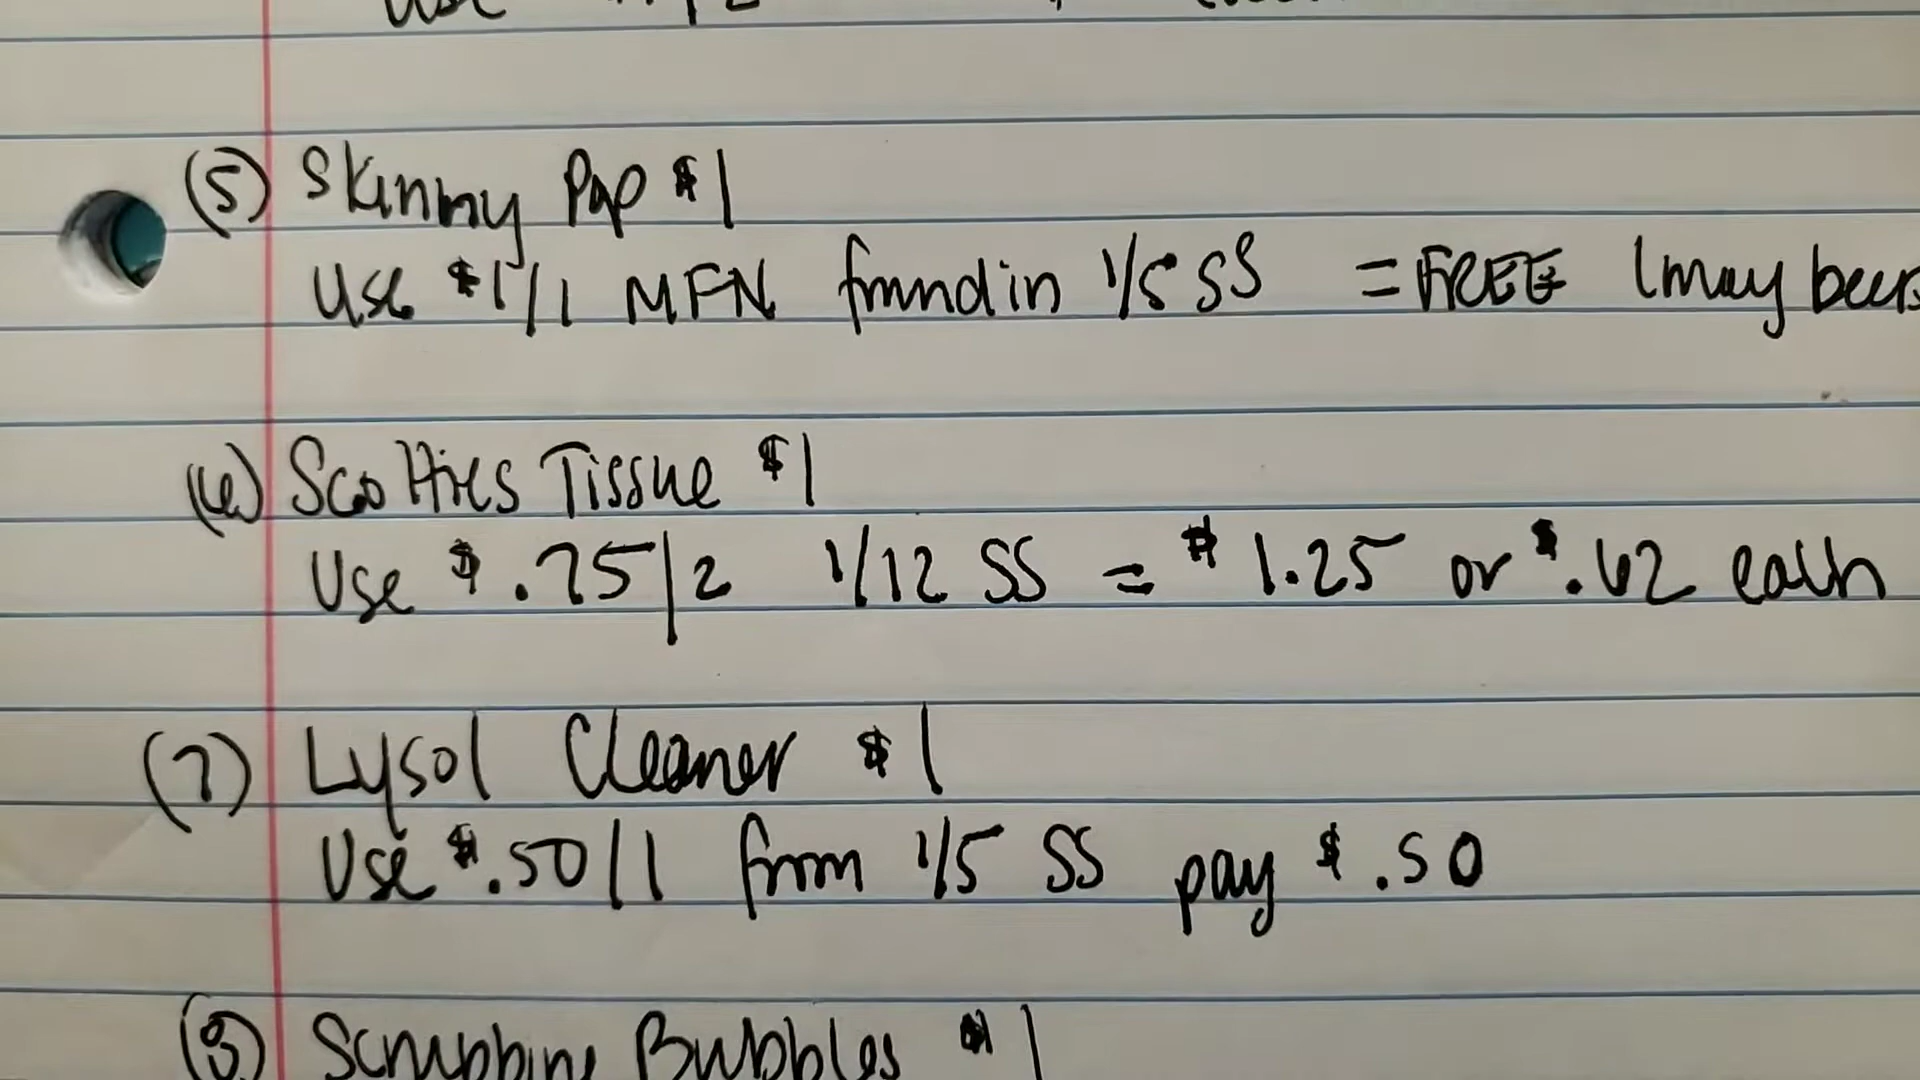 (5) Skinny Pop $1
Use $1/1 MFN found in 1/5 SS = FREE (may be
(6) Scotties Tissue $1
Use $.75/2 1/12 SS = $1.25 or $.62 each
(7) Lysol Cleaner $1
Use $.50/1 from 1/5 SS pay $.50
(8) Scrubbing Bubbles $1